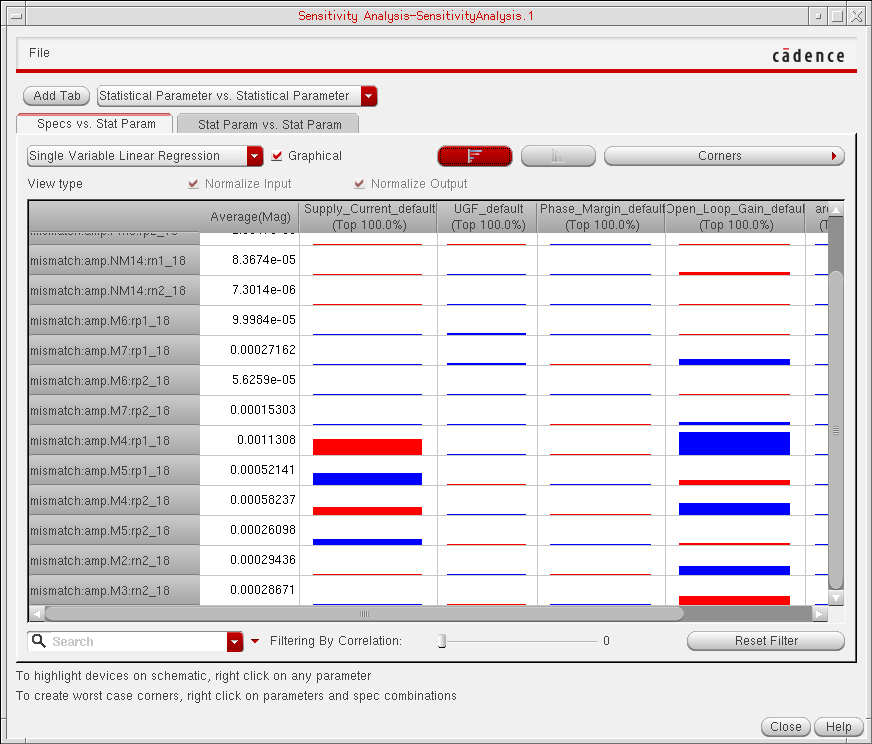 Sensitivity Analysis-SensitivityAnalysis.1
File
cādence
Add Tab
Statistical Parameter vs. Statistical Parameter
Specs vs. Stat Param
Stat Param vs. Stat Param
Single Variable Linear Regression
Graphical
Corners
View type
Normalize Input
Normalize Output
Average(Mag)
Supply_Current_default
(Top 100.0%)
UGF_default
(Top 100.0%)
Phase_Margin_default
(Top 100.0%)
Open_Loop_Gain_defaul
(Top 100.0%)
mismatch:amp.NM14:rn1_18 8.3674e-05
mismatch:amp.NM14:rn2_18 7.3014e-06
mismatch:amp.M6:rp1_18 9.9984e-05
mismatch:amp.M7:rp1_18 0.00027162
mismatch:amp.M6:rp2_18 5.6259e-05
mismatch:amp.M7:rp2_18 0.00015303
mismatch:amp.M4:rp1_18 0.0011308
mismatch:amp.M5:rp1_18 0.00052141
mismatch:amp.M4:rp2_18 0.00058237
mismatch:amp.M5:rp2_18 0.00026098
mismatch:amp.M2:rn2_18 0.00029436
mismatch:amp.M3:rn2_18 0.00028671
Search
Filtering By Correlation:
0
Reset Filter
To highlight devices on schematic, right click on any parameter
To create worst case corners, right click on parameters and spec combinations
Close
Help